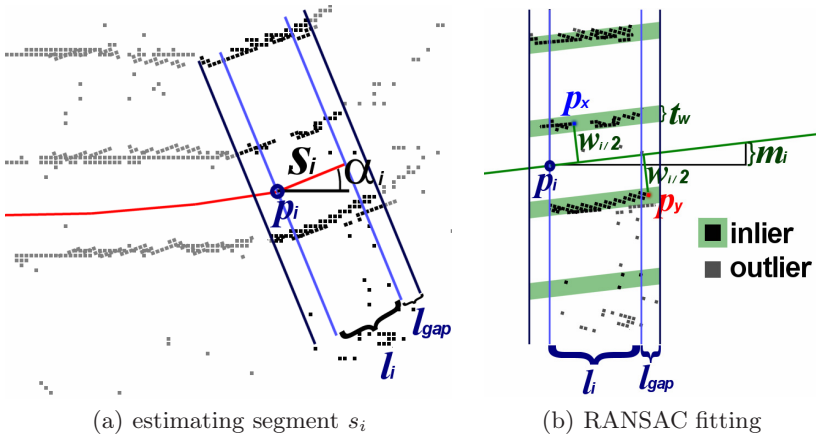 s_i
α_i
p_i
l_gap
l_i
p_x
t_w
w_i/2
m_i
p_i
w_i/2
p_y
inlier
outlier
l_i
l_gap
(a) estimating segment s_i
(b) RANSAC fitting